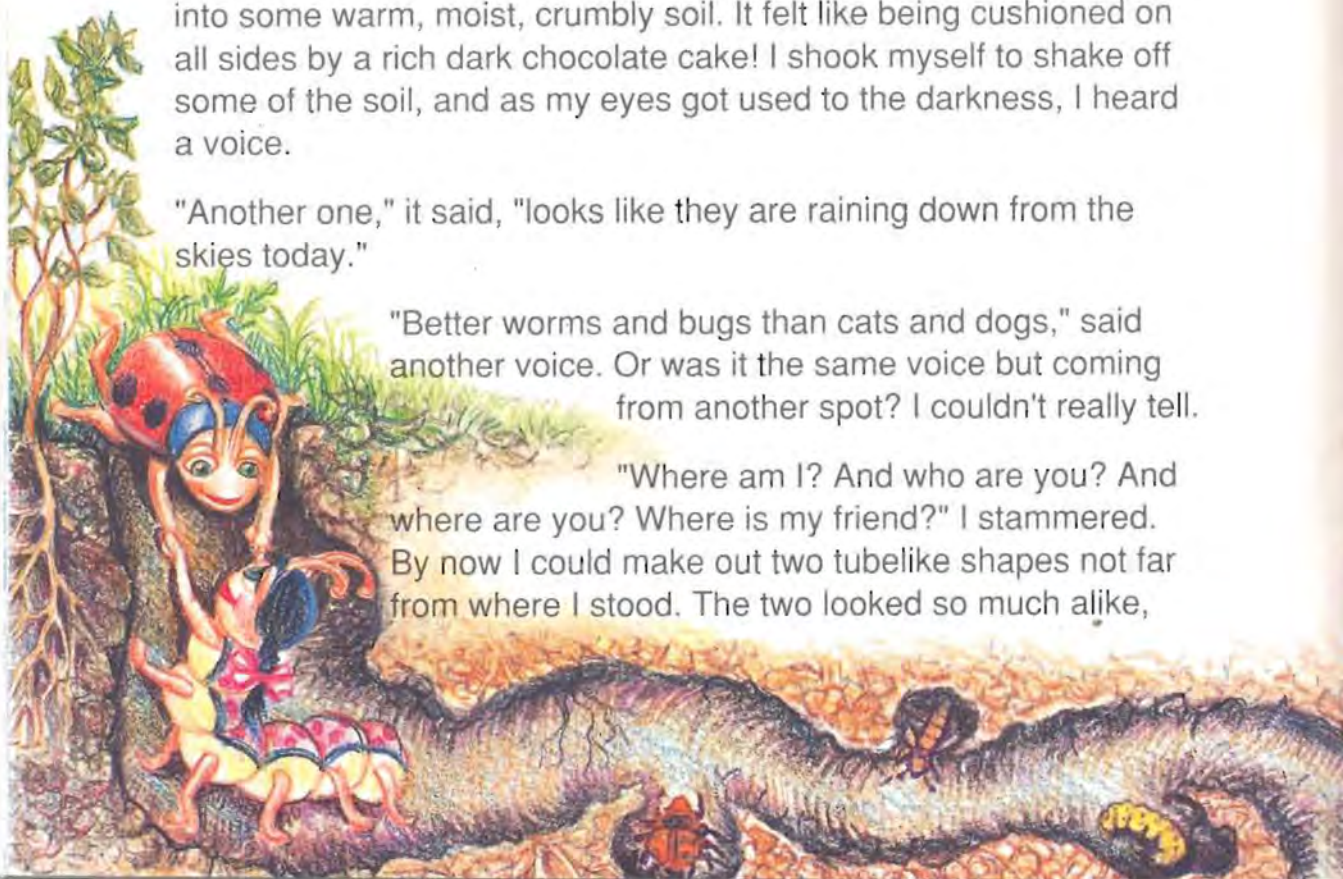 into some warm, moist, crumbly soil. It felt like being cushioned on
all sides by a rich dark chocolate cake! I shook myself to shake off
some of the soil, and as my eyes got used to the darkness, I heard
a voice.
"Another one," it said, "looks like they are raining down from the
skies today."
"Better worms and bugs than cats and dogs," said
another voice. Or was it the same voice but coming
from another spot? I couldn't really tell.
"Where am I? And who are you? And
where are you? Where is my friend?" I stammered.
By now I could make out two tubelike shapes not far
from where I stood. The two looked so much alike,